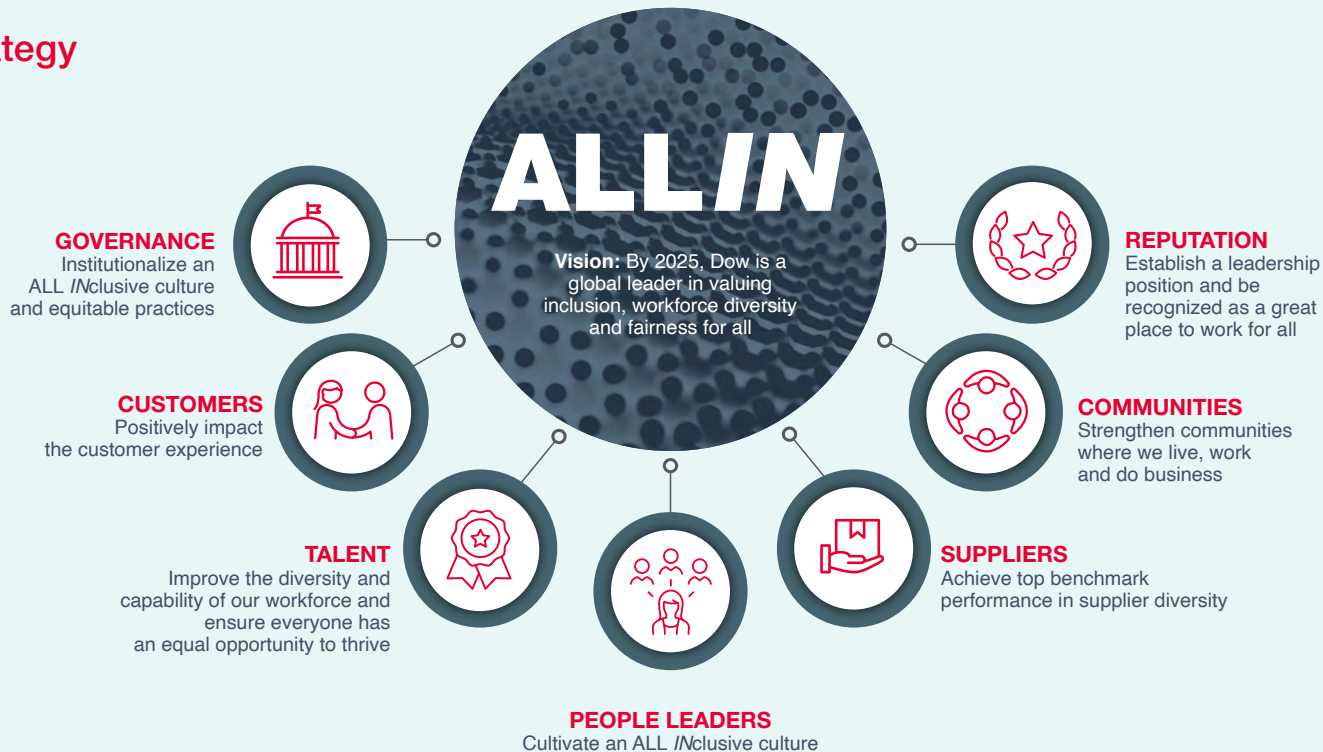 ALL IN
Vision: By 2025, Dow is a
global leader in valuing
inclusion, workforce diversity
and fairness for all
GOVERNANCE
Institutionalize an
ALL INclusive culture
and equitable practices
CUSTOMERS
Positively impact
the customer experience
TALENT
Improve the diversity and
capability of our workforce and
ensure everyone has
an equal opportunity to thrive
PEOPLE LEADERS
Cultivate an ALL INclusive culture
SUPPLIERS
Achieve top benchmark
performance in supplier diversity
COMMUNITIES
Strengthen communities
where we live, work
and do business
REPUTATION
Establish a leadership
position and be
recognized as a great
place to work for all